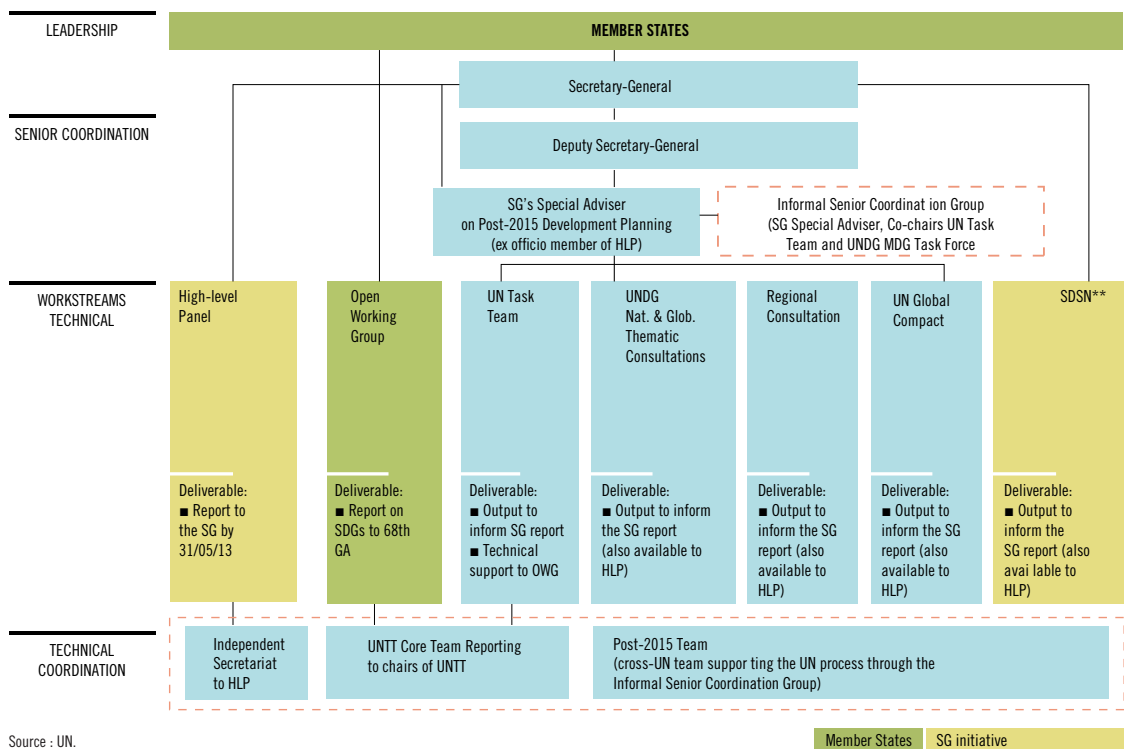 LEADERSHIP
MEMBER STATES
Secretary-General
SENIOR COORDINATION
Deputy Secretary-General
SG's Special Adviser
on Post-2015 Development Planning
(ex officio member of HLP)
Informal Senior Coordinat ion Group
(SG Special Adviser, Co-chairs UN Task
Team and UNDG MDG Task Force
WORKSTREAMS
TECHNICAL
High-level
Panel
Open
Working
Group
UN Task
Team
UNDG
Nat. & Glob.
Thematic
Consultations
Regional
Consultation
UN Global
Compact
SDSN**
Deliverable:
■ Report to
the SG by
31/05/13
Deliverable:
■ Report on
SDGs to 68th
GA
Deliverable:
■ Output to
inform SG report
■ Technical
support to OWG
Deliverable:
■ Output to inform
the SG report
(also available to
HLP)
Deliverable:
■ Output to
inform the SG
report (also
available to
HLP)
Deliverable:
■ Output to
inform the SG
report (also
available to
HLP)
Deliverable:
■ Output to
inform the
SG report (also
avai lable to
HLP)
TECHNICAL
COORDINATION
Independent
Secretariat
to HLP
UNTT Core Team Reporting
to chairs of UNTT
Post-2015 Team
(cross-UN team suppor ting the UN process through the
Informal Senior Coordination Group)
Source : UN.
Member States
SG initiative